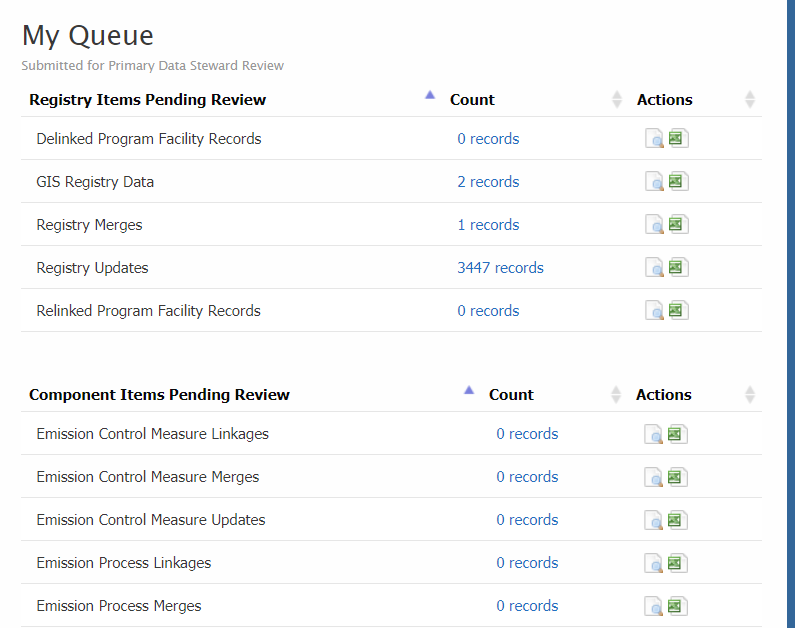 My Queue
Submitted for Primary Data Steward Review
Registry Items Pending Review Count Actions
Delinked Program Facility Records 0 records
GIS Registry Data 2 records
Registry Merges 1 records
Registry Updates 3447 records
Relinked Program Facility Records 0 records
Component Items Pending Review Count Actions
Emission Control Measure Linkages 0 records
Emission Control Measure Merges 0 records
Emission Control Measure Updates 0 records
Emission Process Linkages 0 records
Emission Process Merges 0 records